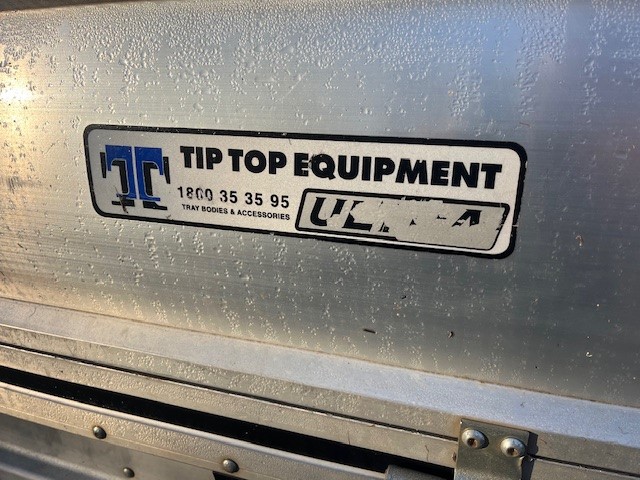 TIP TOP EQUIPMENT
1800 35 35 95
TRAY BODIES & ACCESSORIES